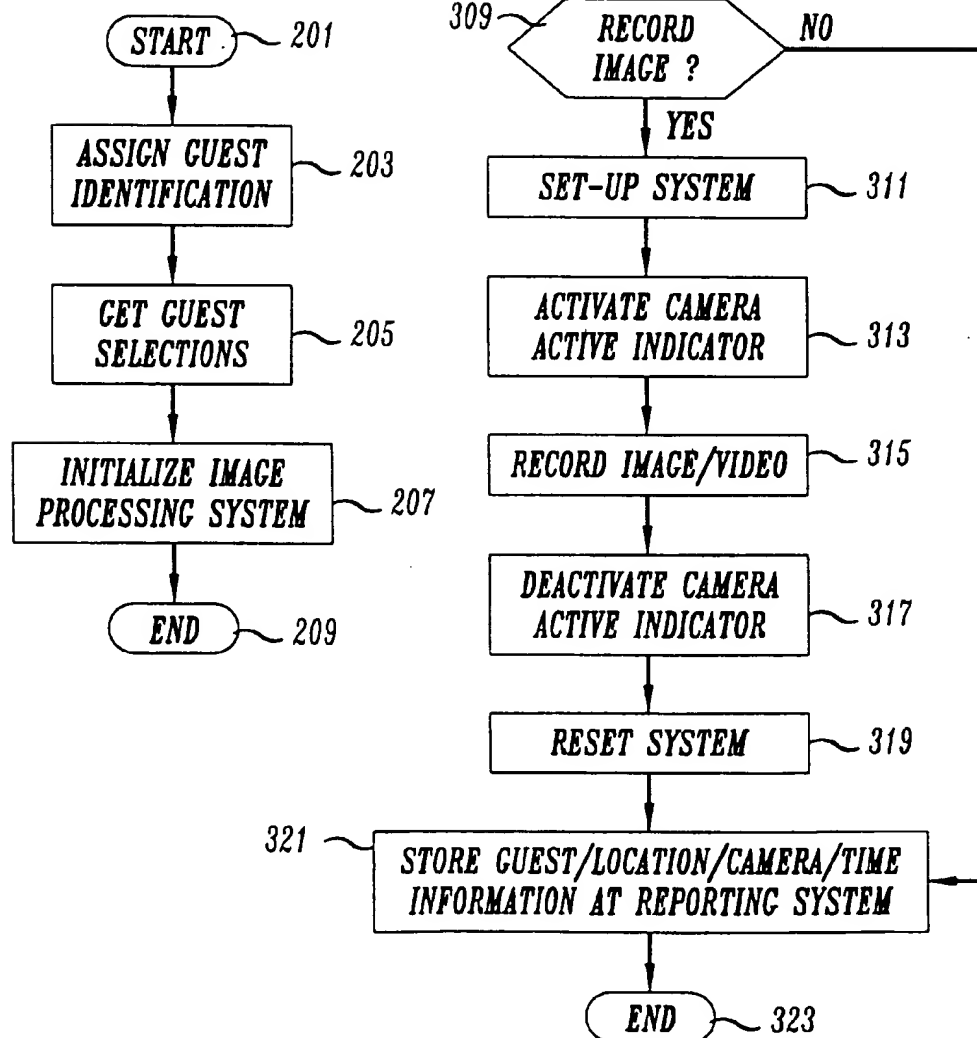 START
201
ASSIGN GUEST
IDENTIFICATION
203
GET GUEST
SELECTIONS
205
INITIALIZE IMAGE
PROCESSING SYSTEM
207
END
209
309
RECORD
IMAGE ?
NO
YES
SET-UP SYSTEM
311
ACTIVATE CAMERA
ACTIVE INDICATOR
313
RECORD IMAGE/VIDEO
315
DEACTIVATE CAMERA
ACTIVE INDICATOR
317
RESET SYSTEM
319
321
STORE GUEST/LOCATION/CAMERA/TIME
INFORMATION AT REPORTING SYSTEM
END
323